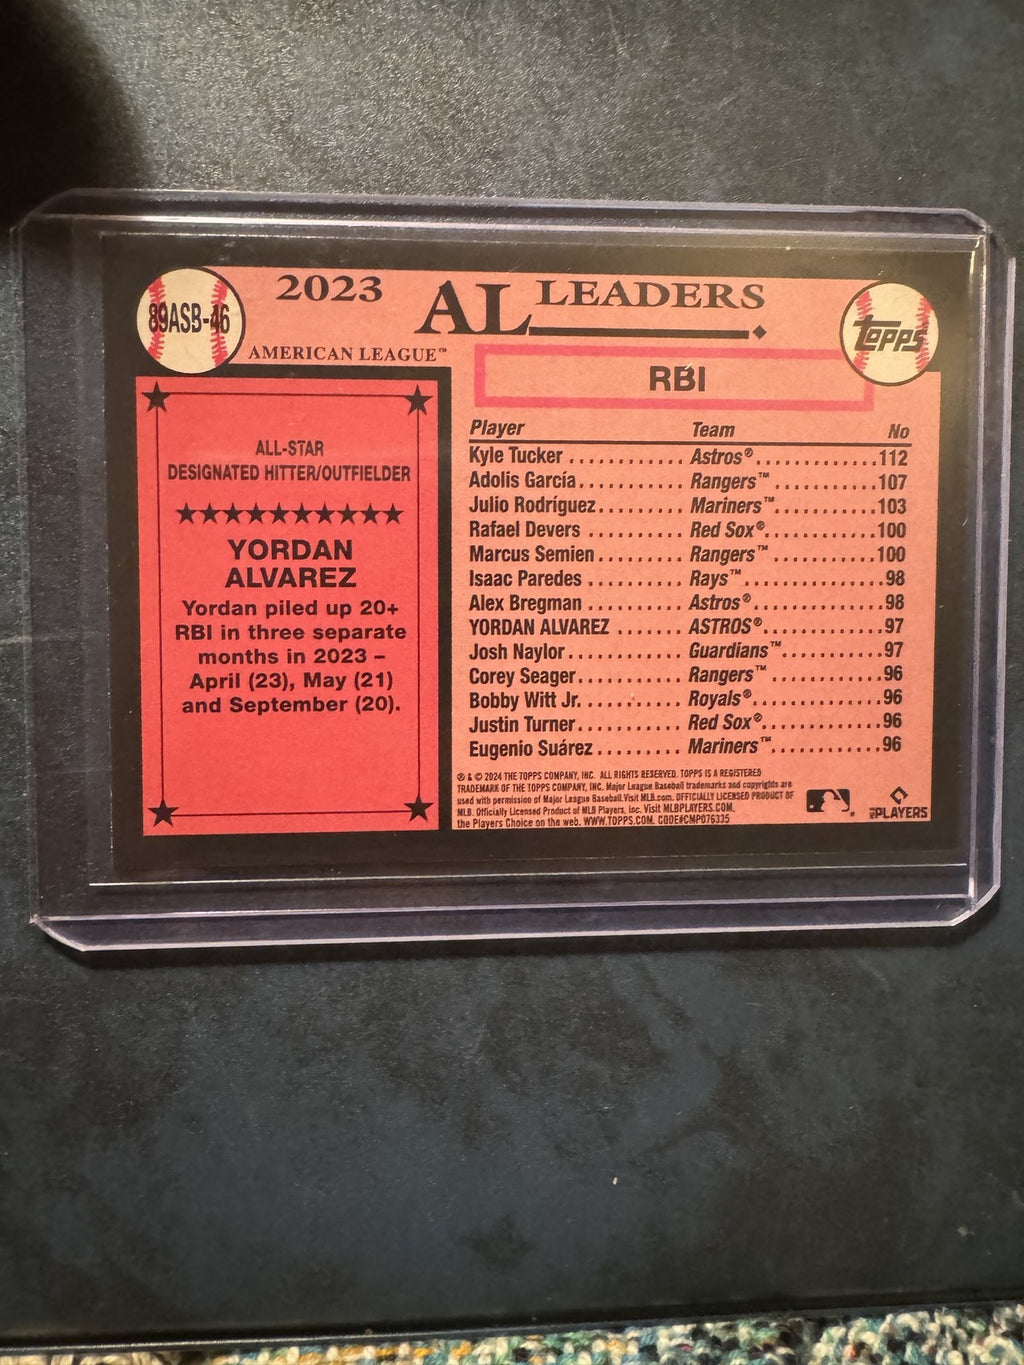 89ASB-46
2023 AL LEADERS
AMERICAN LEAGUE™
TOPPS
RBI
ALL-STAR
DESIGNATED HITTER/OUTFIELDER
YORDAN
ALVAREZ
Yordan piled up 20+
RBI in three separate
months in 2023 –
April (23), May (21)
and September (20).
Player Team No
Kyle Tucker ............ Astros® ............ 112
Adolis García ............ Rangers™ ............ 107
Julio Rodríguez ............ Mariners™ ............ 103
Rafael Devers ............ Red Sox® ............ 100
Marcus Semien ............ Rangers™ ............ 100
Isaac Paredes ............ Rays™ ............ 98
Alex Bregman ............ Astros® ............ 98
YORDAN ALVAREZ ....... ASTROS® ............ 97
Josh Naylor ............ Guardians™ ............ 97
Corey Seager ............ Rangers™ ............ 96
Bobby Witt Jr. ............ Royals® ............ 96
Justin Turner ............ Red Sox® ............ 96
Eugenio Suárez ............ Mariners™ ............ 96
® & © 2024 THE TOPPS COMPANY, INC. ALL RIGHTS RESERVED. TOPPS IS A REGISTERED
TRADEMARK OF THE TOPPS COMPANY, INC. Major League Baseball trademarks and copyrights are
used with permission of Major League Baseball. Visit MLB.com. OFFICIALLY LICENSED PRODUCT OF
MLB. Officially Licensed Product of MLB Players, Inc. Visit MLBPLAYERS.COM,
the Players Choice on the web. WWW.TOPPS.COM. CODE#CMP076335
MLB PLAYERS